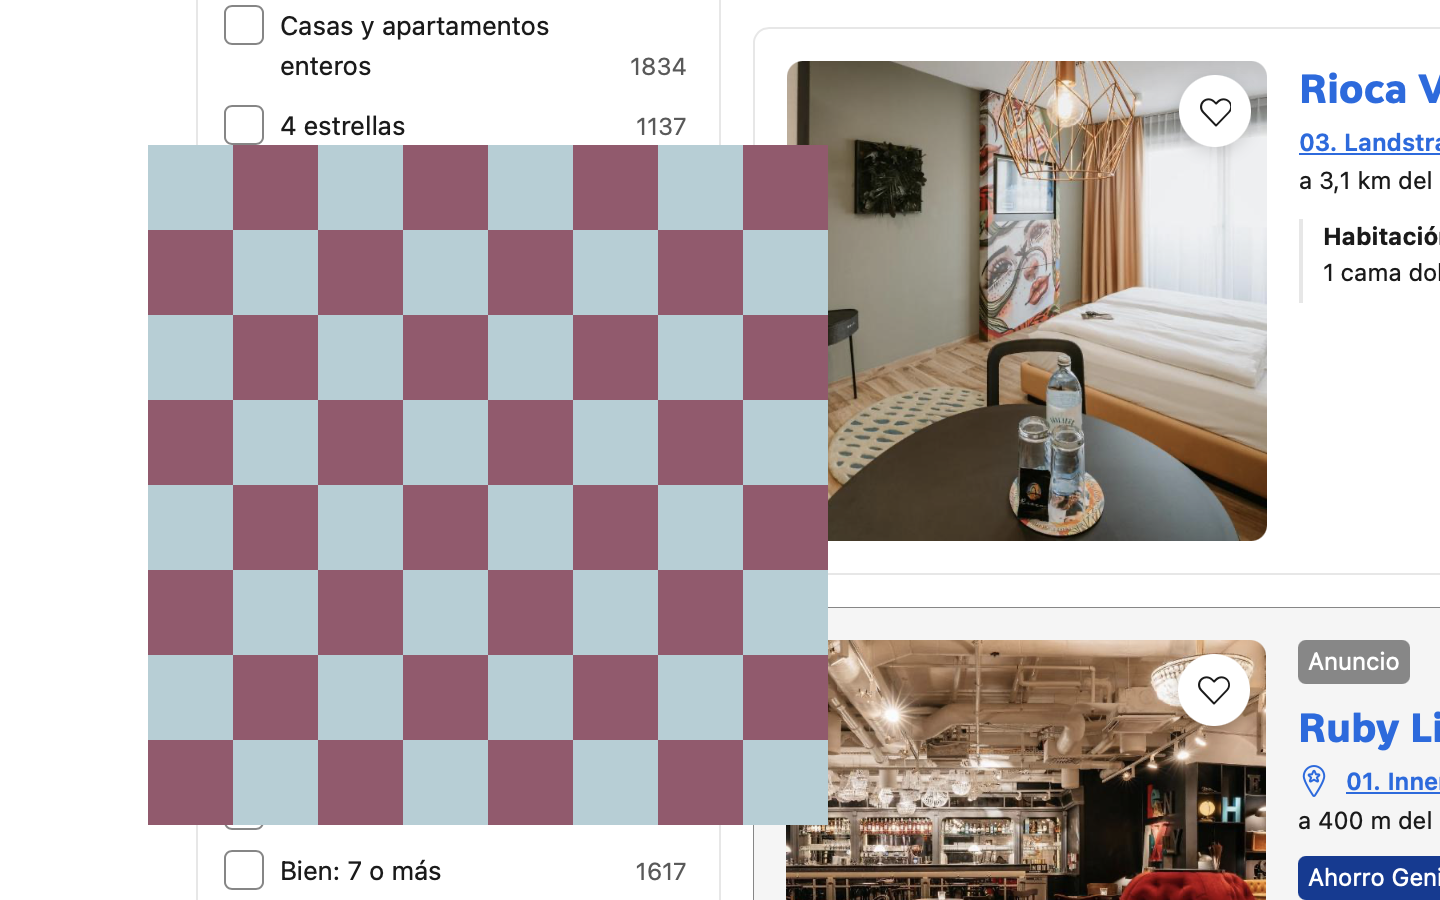 Casas y apartamentos
enteros 1834
4 estrellas 1137
Bien: 7 o más 1617
Rioca V
03. Landstra
a 3,1 km del
Habitación
1 cama dob
Anuncio
Ruby Li
01. Inner
a 400 m del
Ahorro Geni